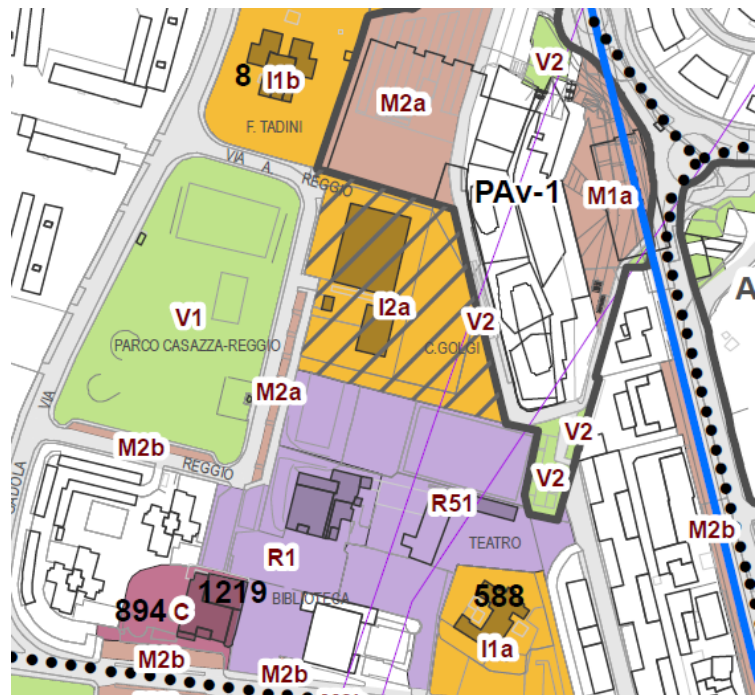 8
I1b
F. TADINI
M2a
V2
VIA A. REGGIO
PAv-1
M1a
I2a
V1
PARCO CASAZZA-REGGIO
V2
C.GOLGI
A
M2a
VIA
M2b
REGGIO
V2
V2
R51
M2b
TEATRO
R1
894
C
1219
BIBLIOTECA
588
I1a
M2b
M2b